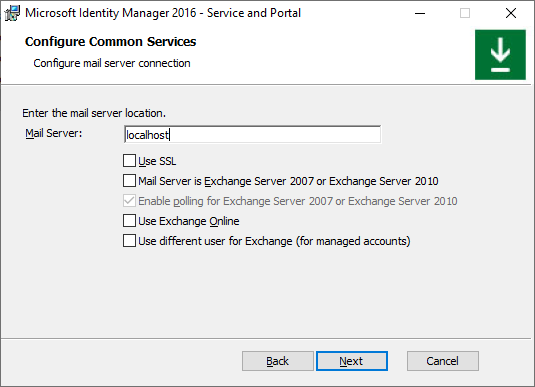 Microsoft Identity Manager 2016 - Service and Portal
Configure Common Services
Configure mail server connection
Enter the mail server location.
Mail Server: localhost
Use SSL
Mail Server is Exchange Server 2007 or Exchange Server 2010
Enable polling for Exchange Server 2007 or Exchange Server 2010
Use Exchange Online
Use different user for Exchange (for managed accounts)
Back Next Cancel